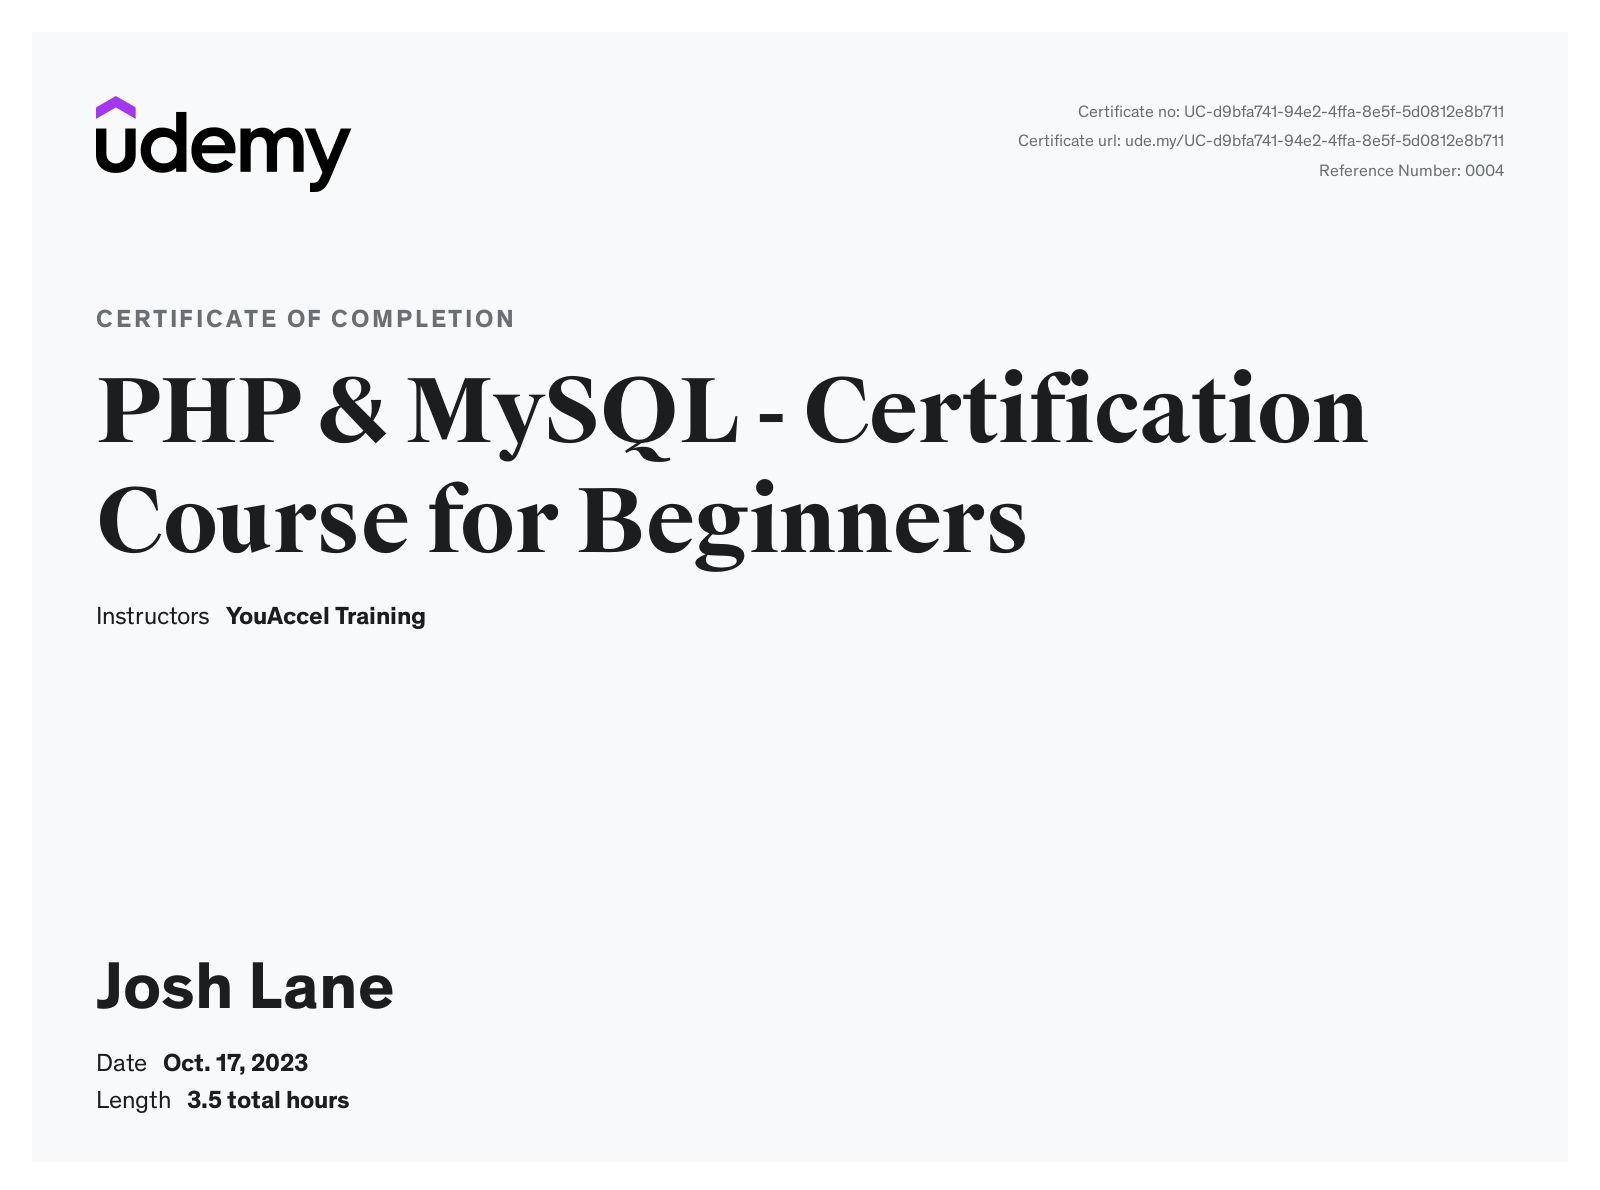 udemy
Certificate no: UC-d9bfa741-94e2-4ffa-8e5f-5d0812e8b711
Certificate url: ude.my/UC-d9bfa741-94e2-4ffa-8e5f-5d0812e8b711
Reference Number: 0004
CERTIFICATE OF COMPLETION
PHP & MySQL - Certification
Course for Beginners
Instructors YouAccel Training
Josh Lane
Date Oct. 17, 2023
Length 3.5 total hours